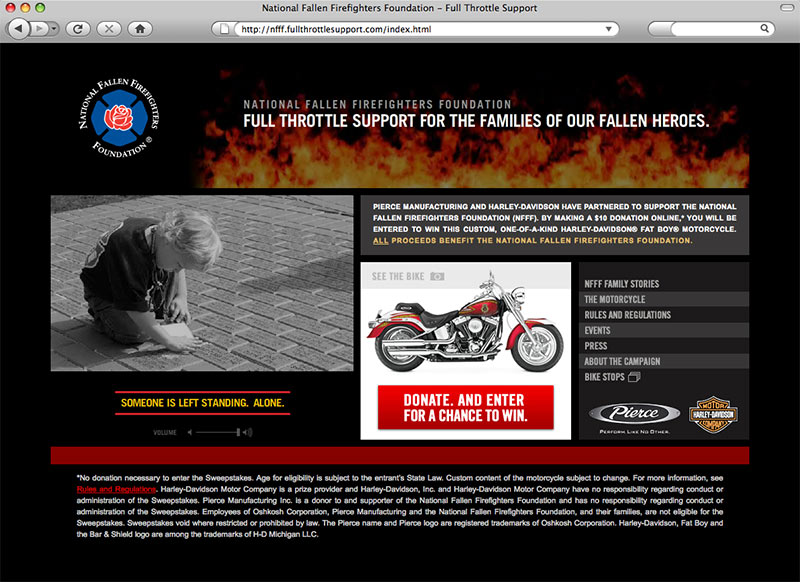 National Fallen Firefighters Foundation – Full Throttle Support
http://nfff.fullthrottlesupport.com/index.html
NATIONAL FALLEN FIREFIGHTERS
FOUNDATION ®
NATIONAL FALLEN FIREFIGHTERS FOUNDATION
FULL THROTTLE SUPPORT FOR THE FAMILIES OF OUR FALLEN HEROES.
PIERCE MANUFACTURING AND HARLEY-DAVIDSON HAVE PARTNERED TO SUPPORT THE NATIONAL
FALLEN FIREFIGHTERS FOUNDATION (NFFF). BY MAKING A $10 DONATION ONLINE,* YOU WILL BE
ENTERED TO WIN THIS CUSTOM, ONE-OF-A-KIND HARLEY-DAVIDSON® FAT BOY® MOTORCYCLE.
ALL PROCEEDS BENEFIT THE NATIONAL FALLEN FIREFIGHTERS FOUNDATION.
SEE THE BIKE
DONATE. AND ENTER
FOR A CHANCE TO WIN.
NFFF FAMILY STORIES
THE MOTORCYCLE
RULES AND REGULATIONS
EVENTS
PRESS
ABOUT THE CAMPAIGN
BIKE STOPS
Pierce
PERFORM LIKE NO OTHER.
MOTOR
HARLEY-DAVIDSON
COMPANY
SOMEONE IS LEFT STANDING. ALONE.
VOLUME
*No donation necessary to enter the Sweepstakes. Age for eligibility is subject to the entrant's State Law. Custom content of the motorcycle subject to change. For more information, see
Rules and Regulations. Harley-Davidson Motor Company is a prize provider and Harley-Davidson, Inc. and Harley-Davidson Motor Company have no responsibility regarding conduct or
administration of the Sweepstakes. Pierce Manufacturing Inc. is a donor to and supporter of the National Fallen Firefighters Foundation and has no responsibility regarding conduct or
administration of the Sweepstakes. Employees of Oshkosh Corporation, Pierce Manufacturing and the National Fallen Firefighters Foundation, and their families, are not eligible for the
Sweepstakes. Sweepstakes void where restricted or prohibited by law. The Pierce name and Pierce logo are registered trademarks of Oshkosh Corporation. Harley-Davidson, Fat Boy and
the Bar & Shield logo are among the trademarks of H-D Michigan LLC.